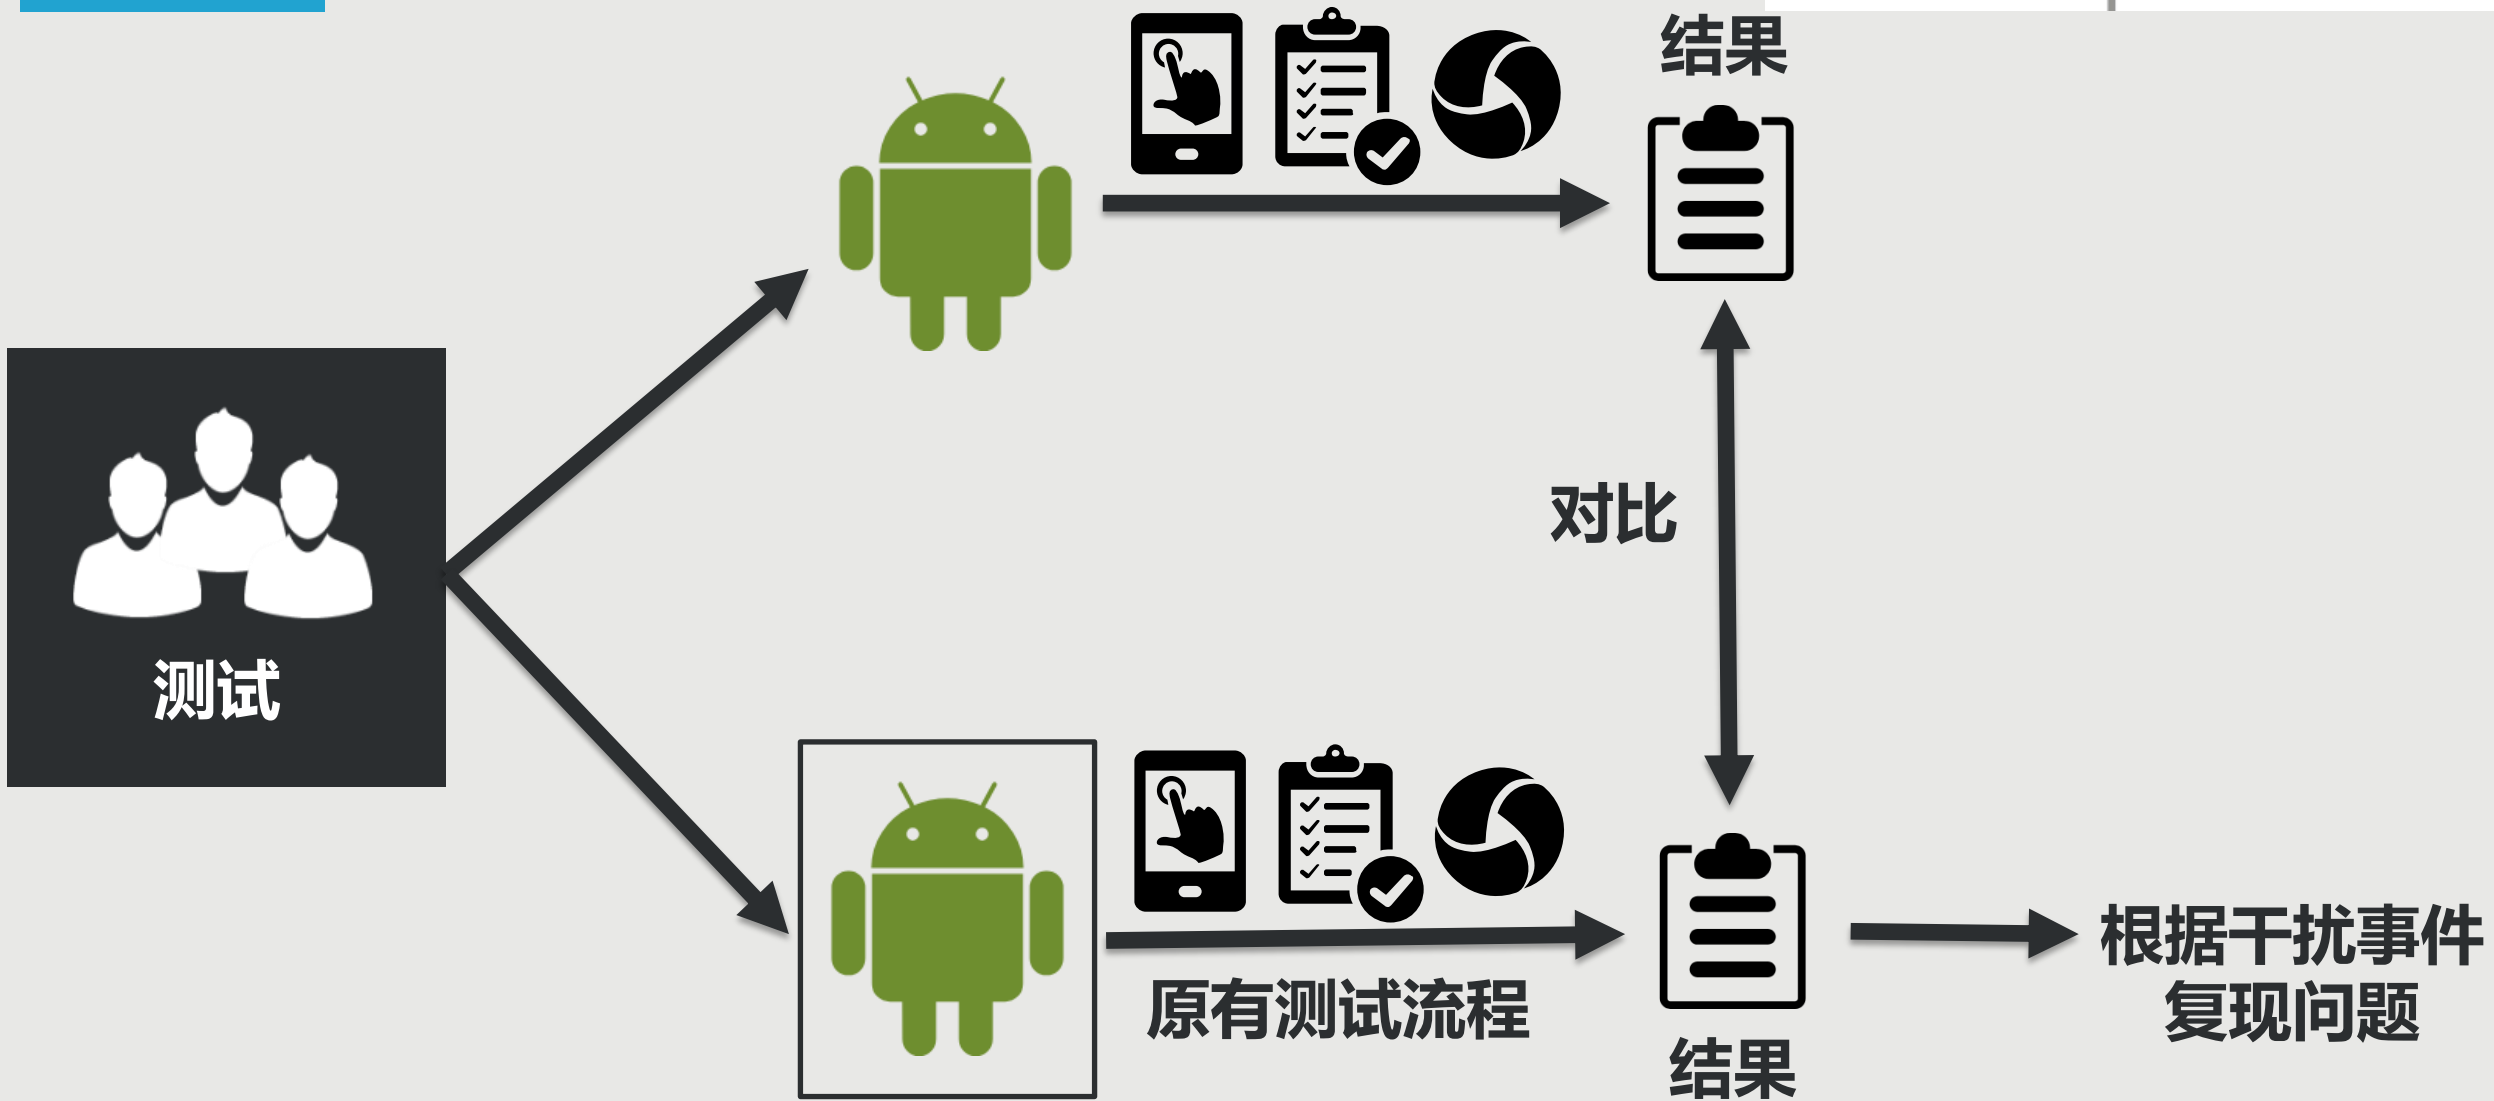 结果
对比
测试
原有测试流程
根据干扰事件
复现问题
结果